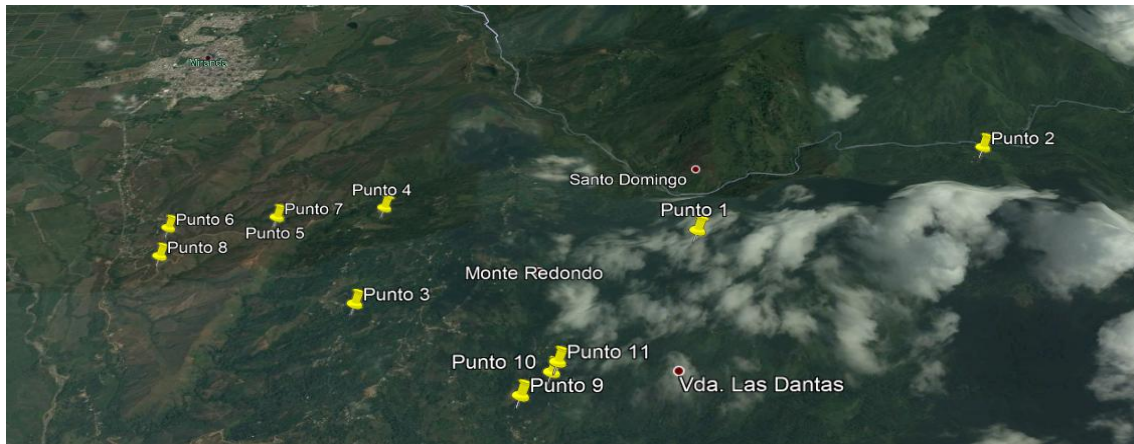 Miranda
Punto 2
Santo Domingo
Punto 4
Punto 1
Punto 7
Punto 6
Punto 5
Punto 8
Monte Redondo
Punto 3
Punto 11
Punto 10
Punto 9
Vda. Las Dantas